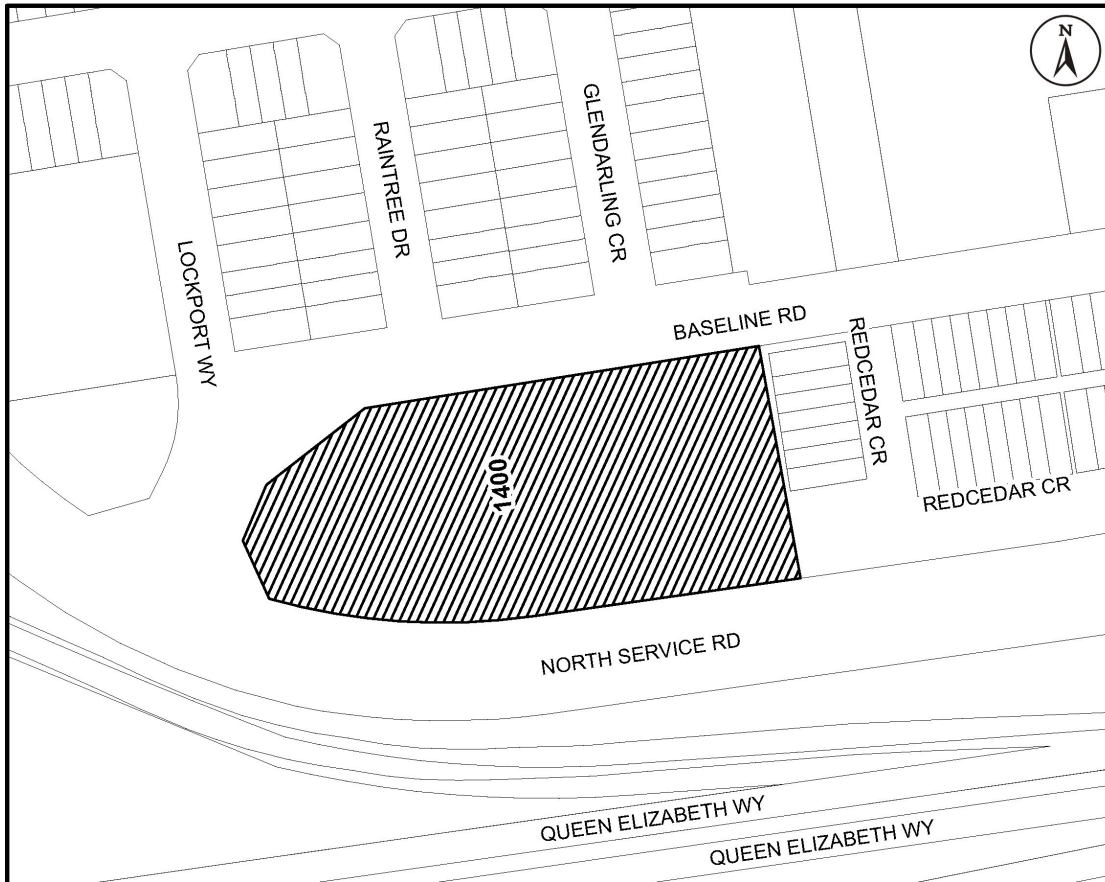 N
GLENDARLING CR
RAINTREE DR
LOCKPORT WY
BASELINE RD
REDCEDAR CR
1400
REDCEDAR CR
NORTH SERVICE RD
QUEEN ELIZABETH WY
QUEEN ELIZABETH WY